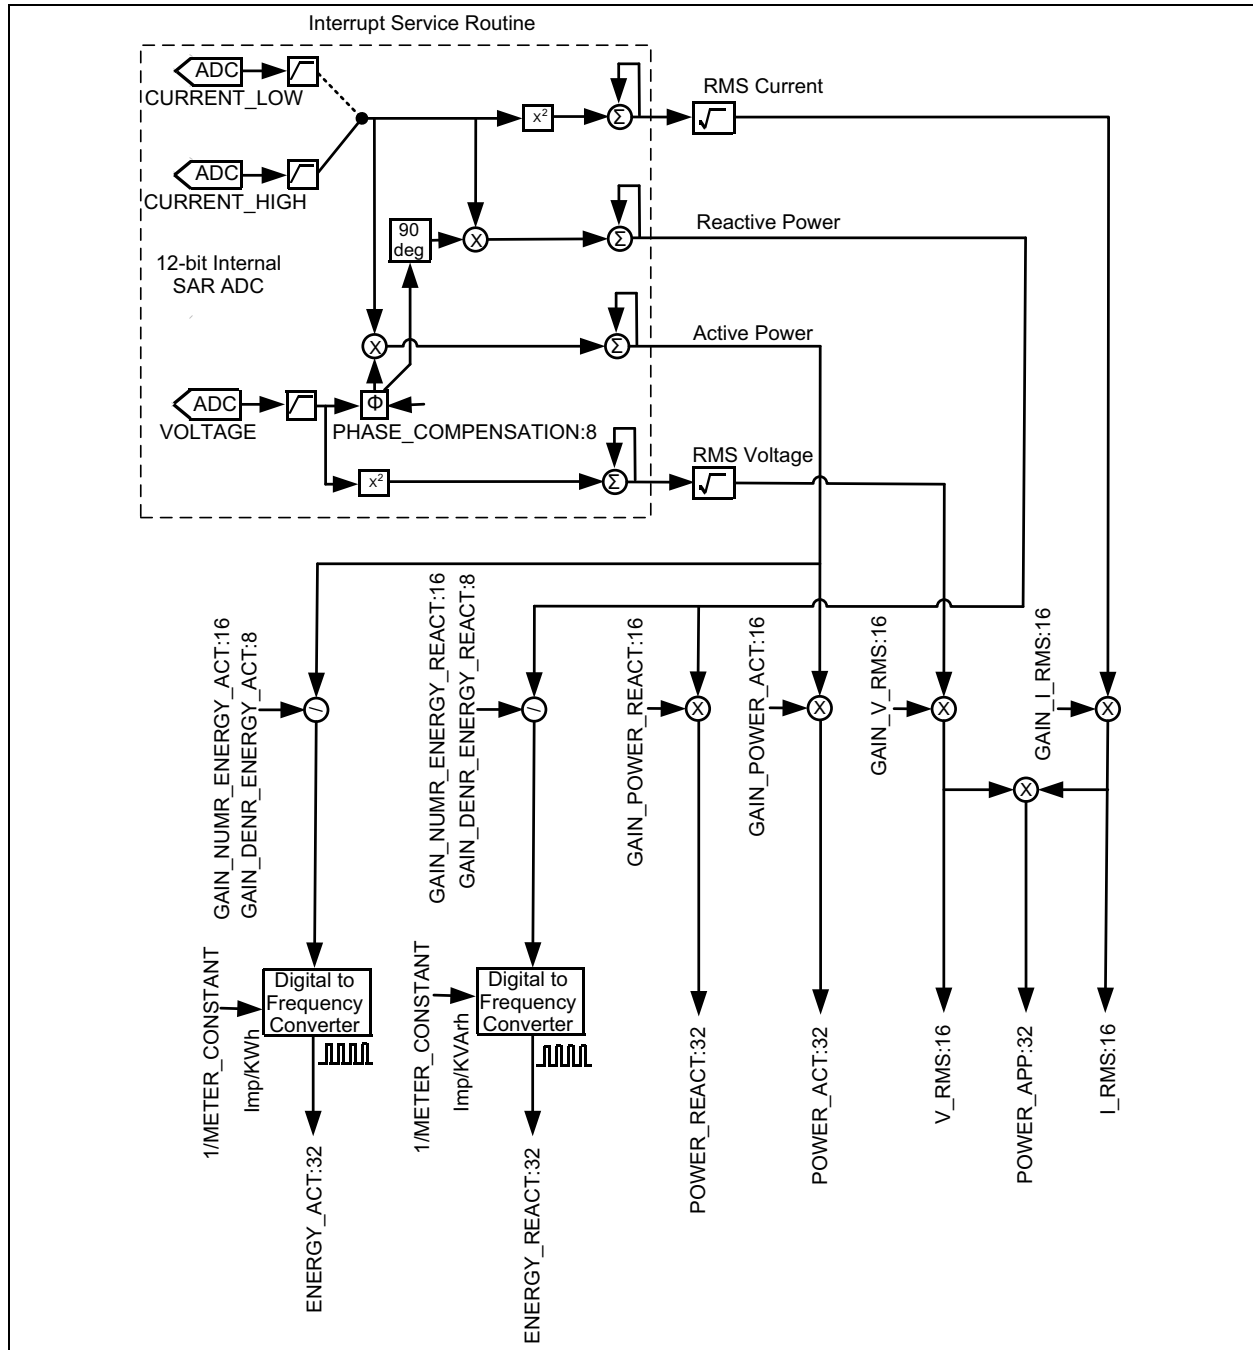 Interrupt Service Routine
ADC
CURRENT_LOW
RMS Current
x²
Σ
√
ADC
CURRENT_HIGH
90
deg
X
Σ
Reactive Power
12-bit Internal
SAR ADC
X
Σ
Active Power
ADC
VOLTAGE
Φ
PHASE_COMPENSATION:8
x²
Σ
RMS Voltage
√
GAIN_NUMR_ENERGY_ACT:16
GAIN_DENR_ENERGY_ACT:8
/
GAIN_NUMR_ENERGY_REACT:16
GAIN_DENR_ENERGY_REACT:8
/
GAIN_POWER_REACT:16
X
GAIN_POWER_ACT:16
X
GAIN_V_RMS:16
X
GAIN_I_RMS:16
X
X
1/METER_CONSTANT
Imp/KWh
Digital to
Frequency
Converter
1/METER_CONSTANT
Imp/KVArh
Digital to
Frequency
Converter
ENERGY_ACT:32
ENERGY_REACT:32
POWER_REACT:32
POWER_ACT:32
V_RMS:16
POWER_APP:32
I_RMS:16